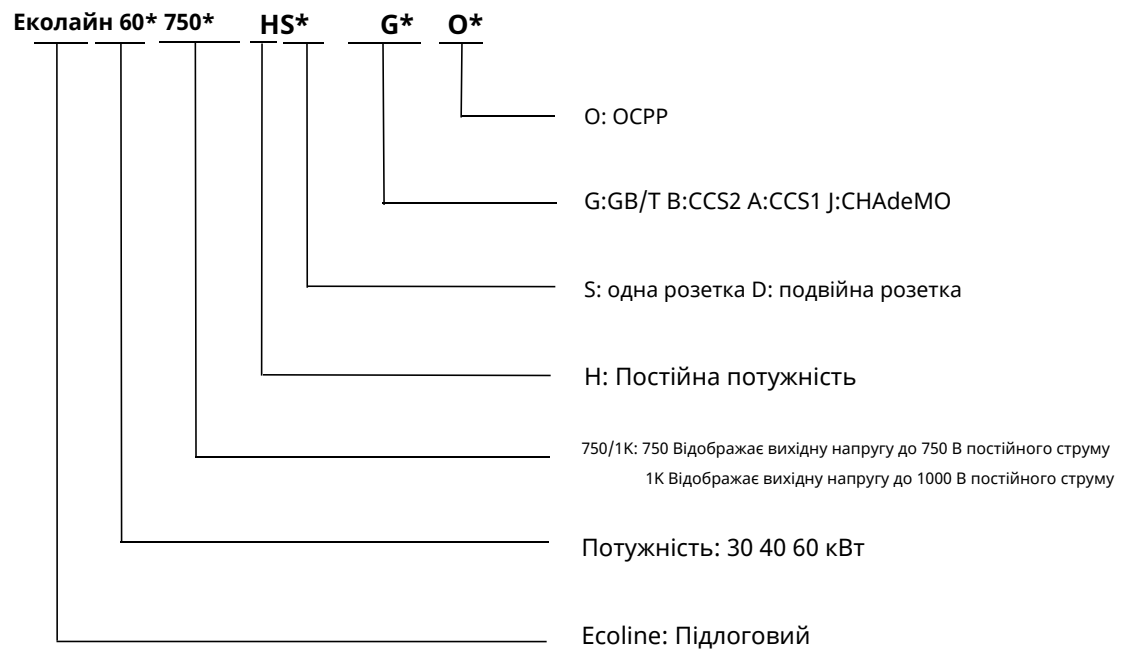 Еколайн 60* 750* HS* G* O*
O: OCPP
G:GB/T B:CCS2 A:CCS1 J:CHAdeMO
S: одна розетка D: подвійна розетка
H: Постійна потужність
750/1K: 750 Відображає вихідну напругу до 750 В постійного струму
1K Відображає вихідну напругу до 1000 В постійного струму
Потужність: 30 40 60 кВт
Ecoline: Підлоговий